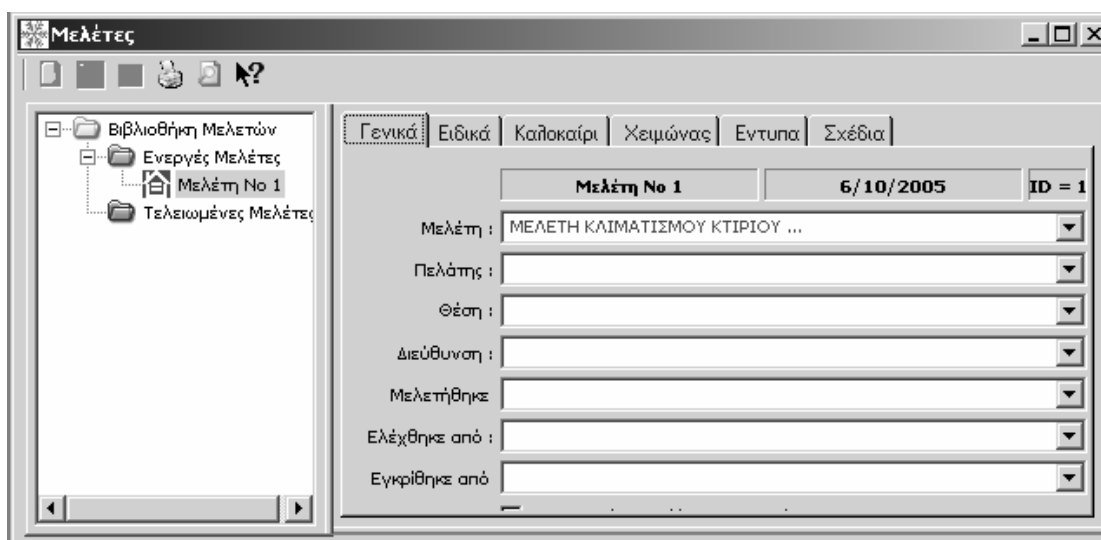 Μελέτες
Βιβλιοθήκη Μελετών
Ενεργές Μελέτες
Μελέτη Νο 1
Τελειωμένες Μελέτες
Γενικά Ειδικά Καλοκαίρι Χειμώνας Εντυπα Σχέδια
Μελέτη Νο 1 6/10/2005 ID = 1
Μελέτη : ΜΕΛΕΤΗ ΚΛΙΜΑΤΙΣΜΟΥ ΚΤΙΡΙΟΥ ...
Πελάτης :
Θέση :
Διεύθυνση :
Μελετήθηκε
Ελέχθηκε από :
Εγκρίθηκε από